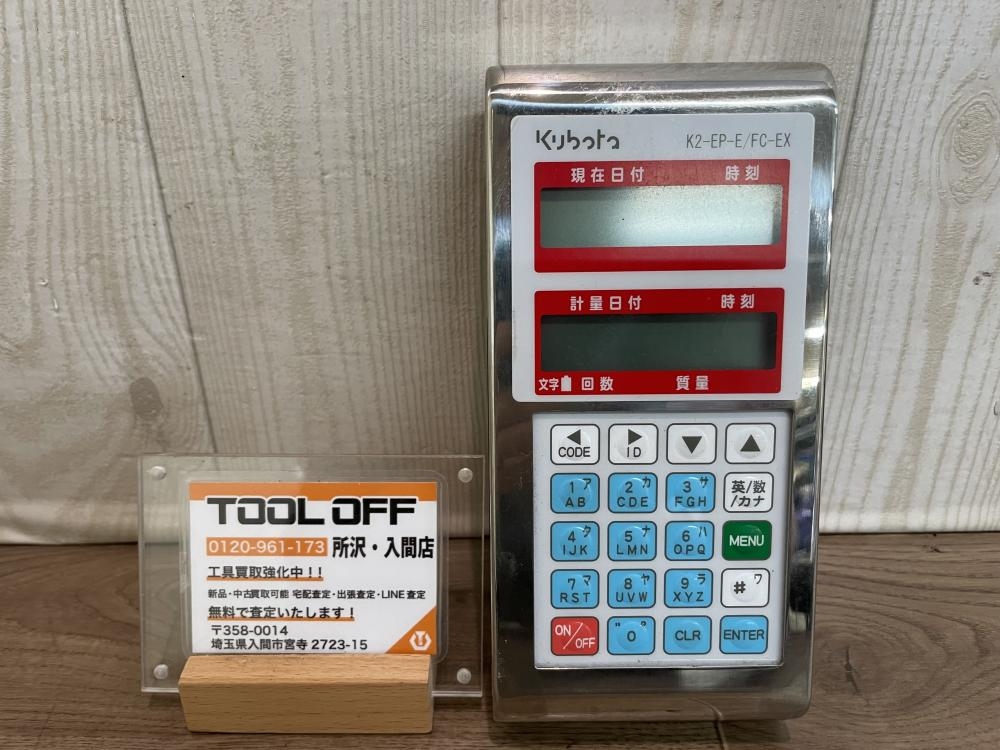 Kubota
K2-EP-E/FC-EX
現在日付 時刻
計量日付 時刻
文字 回数 質量
◀ CODE ▶ ID ▼ ▲
1 ア AB 2 カ CDE 3 サ FGH 英/数/カナ
4 タ IJK 5 ナ LMN 6 ハ OPQ MENU
7 マ RST 8 ヤ UVW 9 ラ XYZ # ワ
ON/OFF "0° CLR ENTER
TOOL OFF
0120-961-173 所沢・入間店
工具買取強化中!!
新品・中古買取可能 宅配査定・出張査定・LINE査定
無料で査定いたします!
〒358-0014
埼玉県入間市宮寺 2723-15